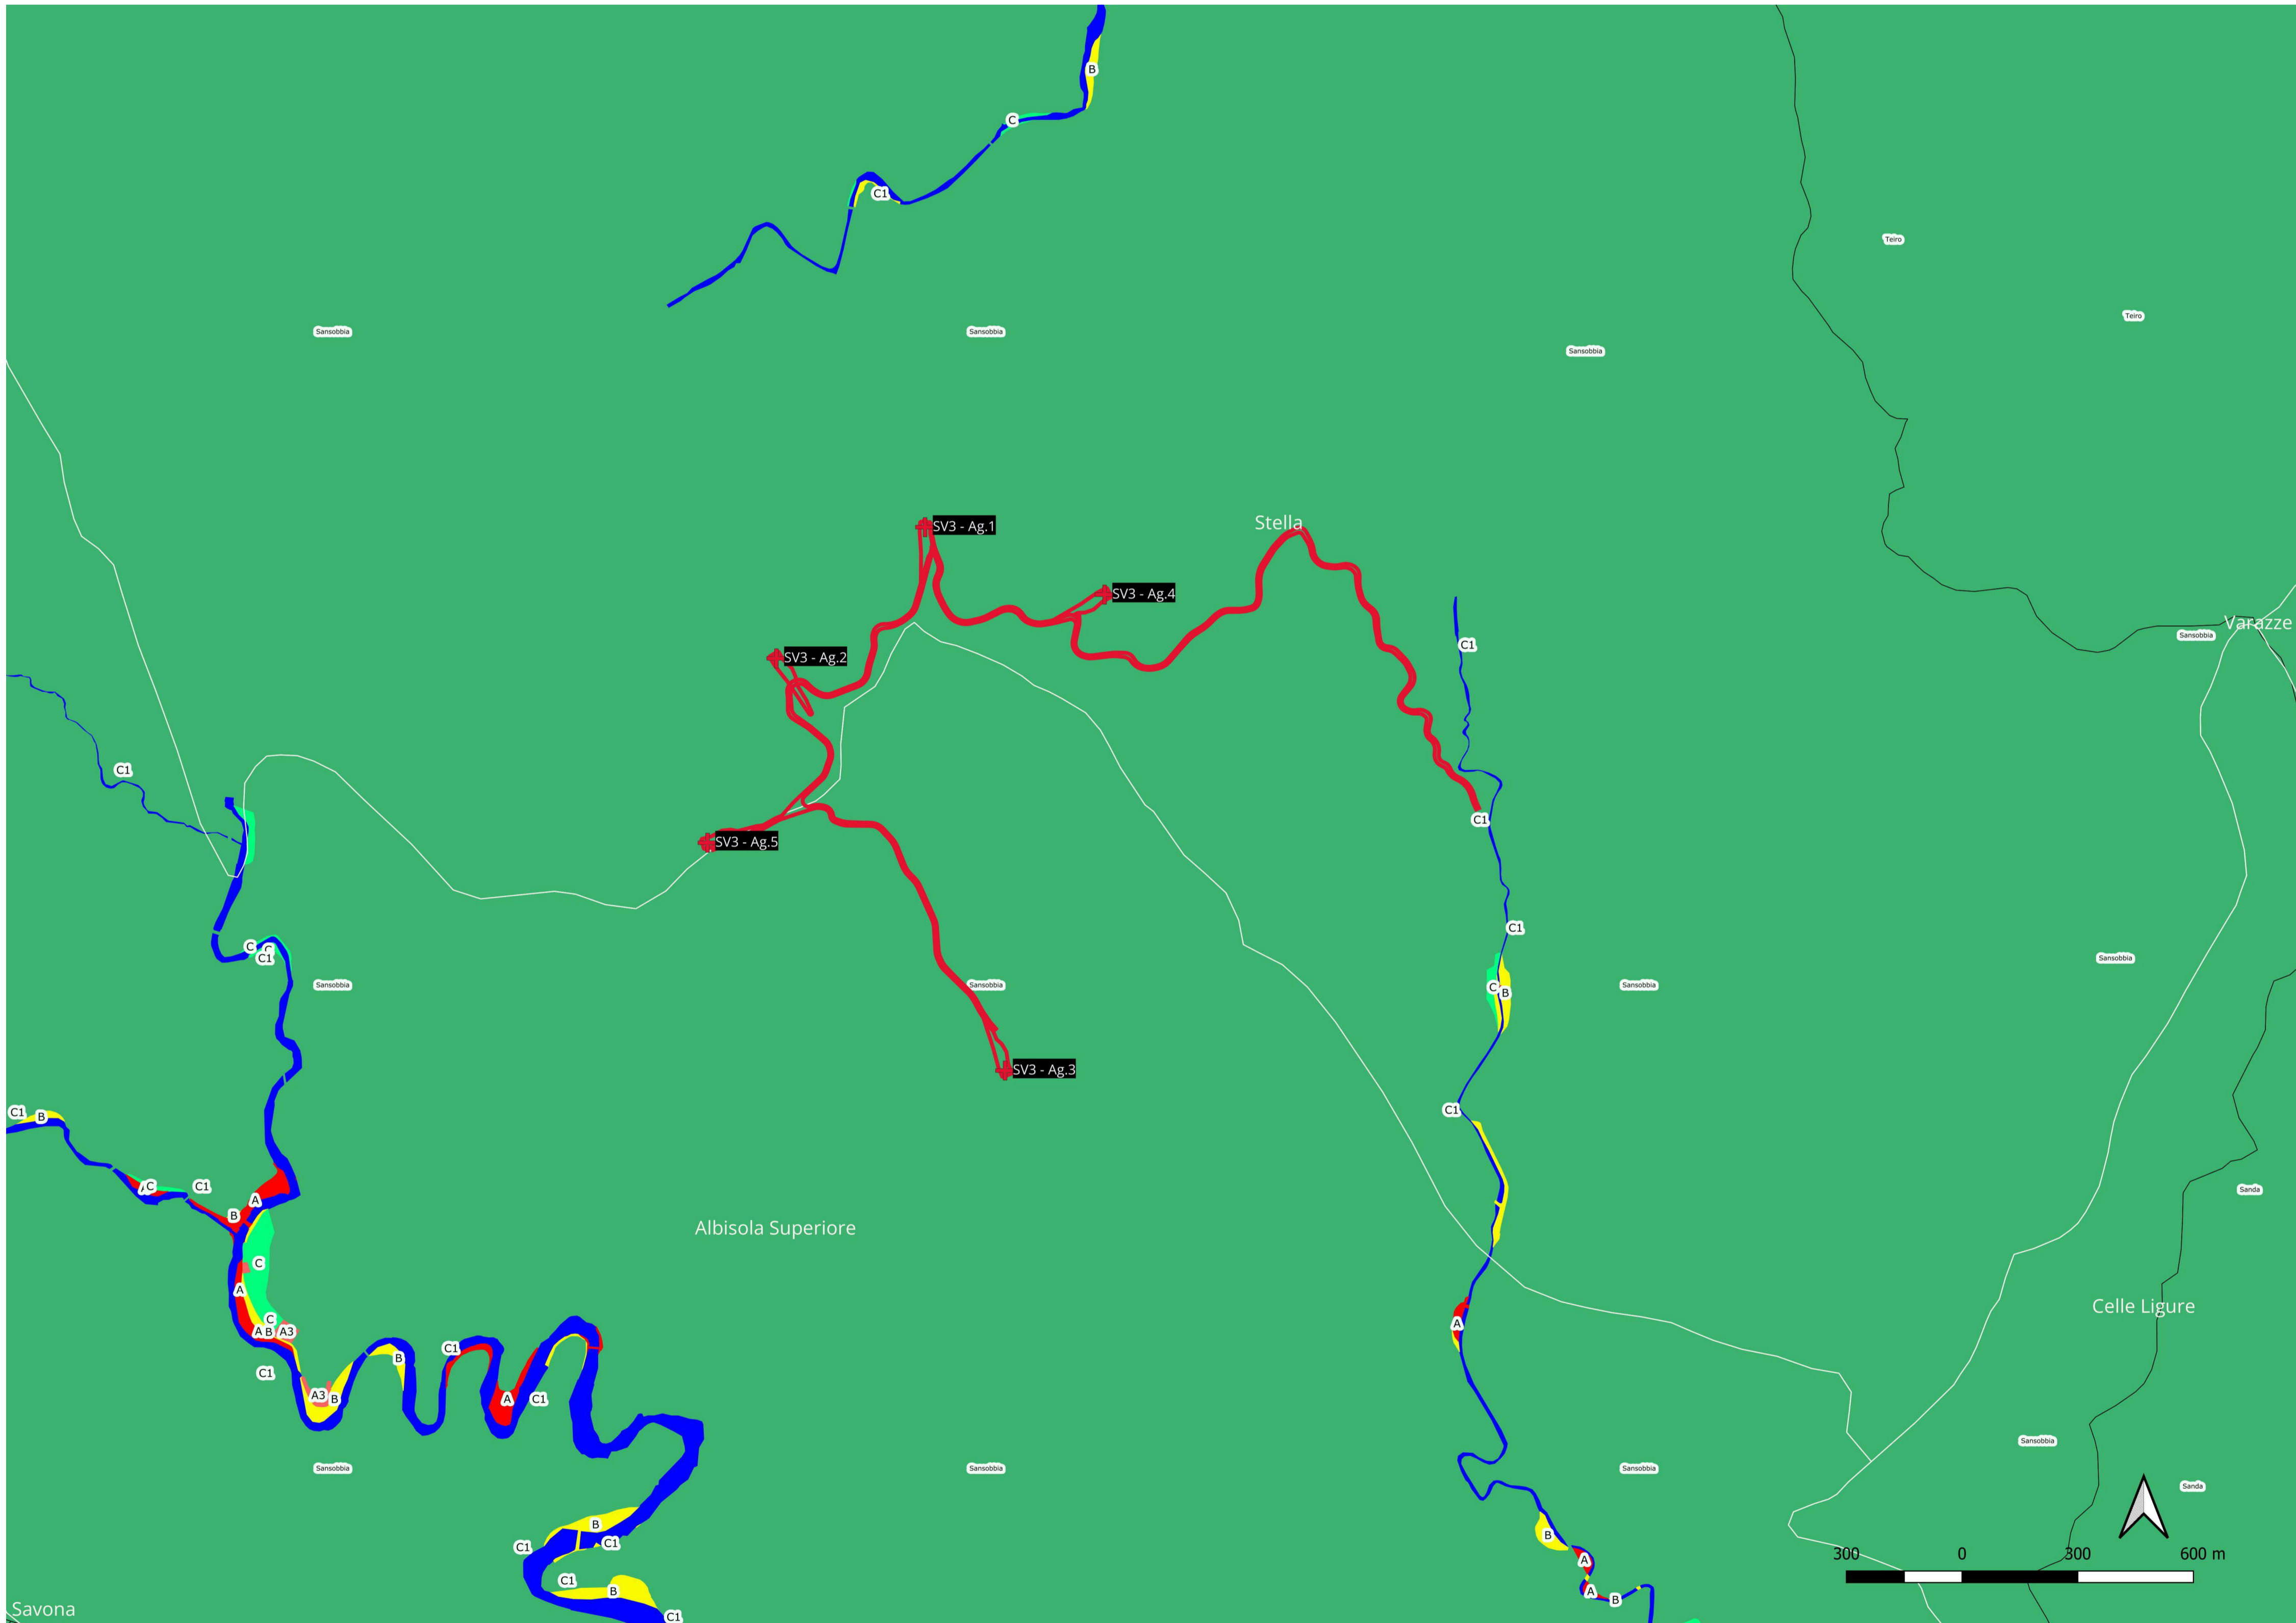 B
C
C1
Teiro
Teiro
Sansobbia
Sansobbia
Sansobbia
SV3 - Ag.1
Stella
SV3 - Ag.4
Varazze
Sansobbia
C1
SV3 - Ag.2
C1
C1
SV3 - Ag.5
C1
C
C
C1
Sansobbia
Sansobbia
C
B
Sansobbia
Sansobbia
SV3 - Ag.3
C1
C1
B
C
C1
A
B
Sanda
Albisola Superiore
C
A
Celle Ligure
C
A
B
A3
A
C1
B
C1
A3
B
A
C1
Sansobbia
Sansobbia
Sansobbia
Sansobbia
Sanda
B
C1
C1
B
300
0
300
600 m
A
C1
B
A
B
Savona
C1